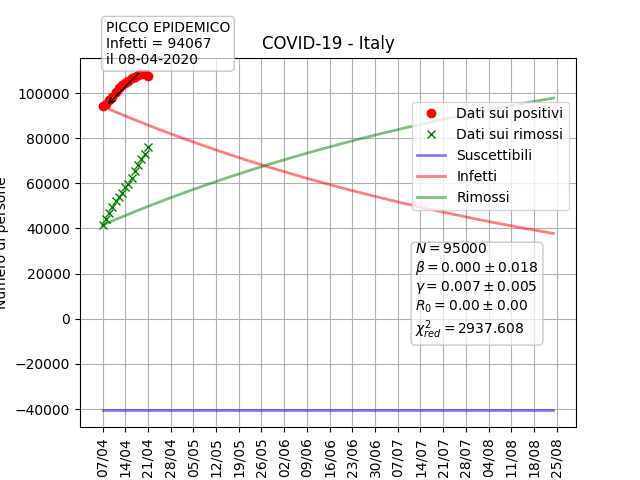 PICCO EPIDEMICO
Infetti = 94067
il 08-04-2020
COVID-19 - Italy
Numero di persone
100000
80000
60000
40000
20000
0
−20000
−40000
Dati sui positivi
Dati sui rimossi
Suscettibili
Infetti
Rimossi
N = 95000
β = 0.000 ± 0.018
γ = 0.007 ± 0.005
R₀ = 0.00 ± 0.00
χ²red = 2937.608
07/04
14/04
21/04
28/04
05/05
12/05
19/05
26/05
02/06
09/06
16/06
23/06
30/06
07/07
14/07
21/07
28/07
04/08
11/08
18/08
25/08